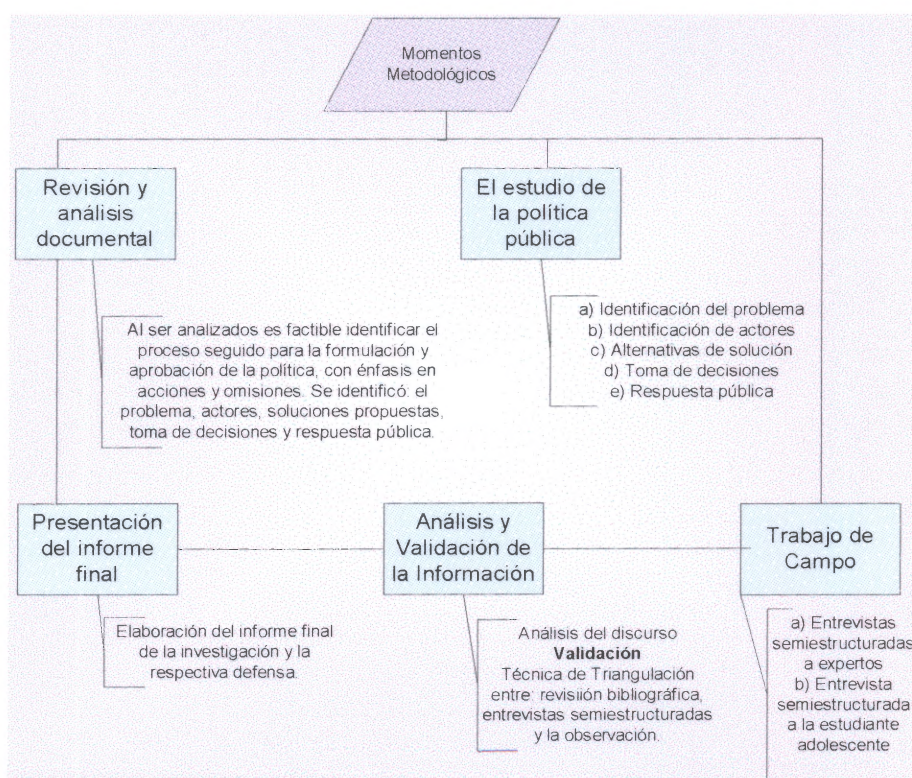 Momentos
Metodológicos
Revisión y
análisis
documental
El estudio de
la política
pública
Al ser analizados es factible identificar el
proceso seguido para la formulación y
aprobación de la política, con énfasis en
acciones y omisiones. Se identificó: el
problema, actores, soluciones propuestas,
toma de decisiones y respuesta pública.
a) Identificación del problema
b) Identificación de actores
c) Alternativas de solución
d) Toma de decisiones
e) Respuesta pública
Presentación
del informe
final
Análisis y
Validación de
la Información
Trabajo de
Campo
Elaboración del informe final
de la investigación y la
respectiva defensa.
Análisis del discurso
Validación
Técnica de Triangulación
entre: revisiión bibliográfica,
entrevistas semiestructuradas
y la observación.
a) Entrevistas
semiestructuradas
a expertos
b) Entrevista
semiestructurada
a la estudiante
adolescente